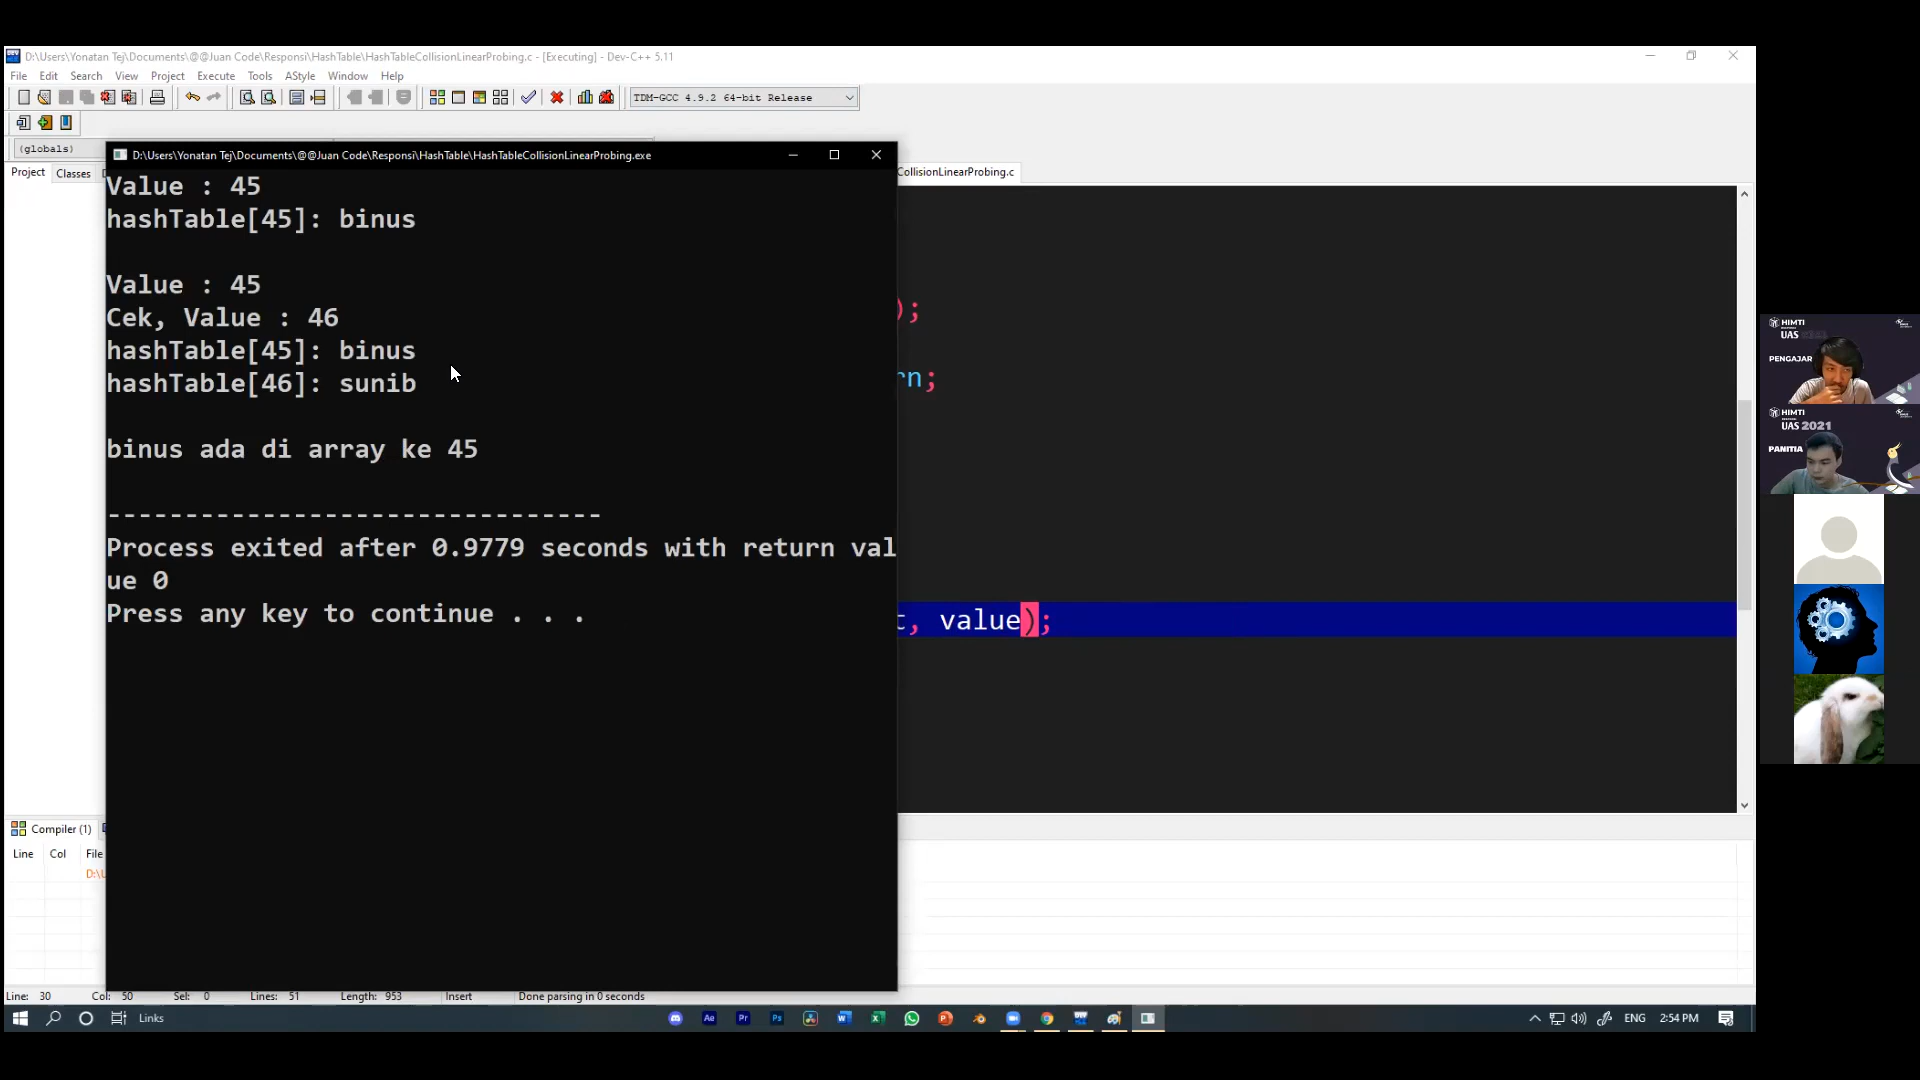 D:\Users\Yonatan Tej\Documents\@@Juan Code\Responsi\HashTable\HashTableCollisionLinearProbing.c - [Executing] - Dev-C++ 5.11
File Edit Search View Project Execute Tools AStyle Window Help
TDM-GCC 4.9.2 64-bit Release
(globals)
D:\Users\Yonatan Tej\Documents\@@Juan Code\Responsi\HashTable\HashTableCollisionLinearProbing.exe
Project Classes
CollisionLinearProbing.c
Value : 45
hashTable[45]: binus
Value : 45
Cek, Value : 46
hashTable[45]: binus
hashTable[46]: sunib
binus ada di array ke 45
--------------------------------
Process exited after 0.9779 seconds with return val
ue 0
Press any key to continue . . .
);
rn;
, value);
HIMTI
UAS
PENGAJAR
HIMTI
UAS 2021
PANITIA
Compiler (1)
Line Col File
D:\U
Line: 30 Col: 50 Sel: 0 Lines: 51 Length: 953 Insert Done parsing in 0 seconds
Links
ENG 2:54 PM